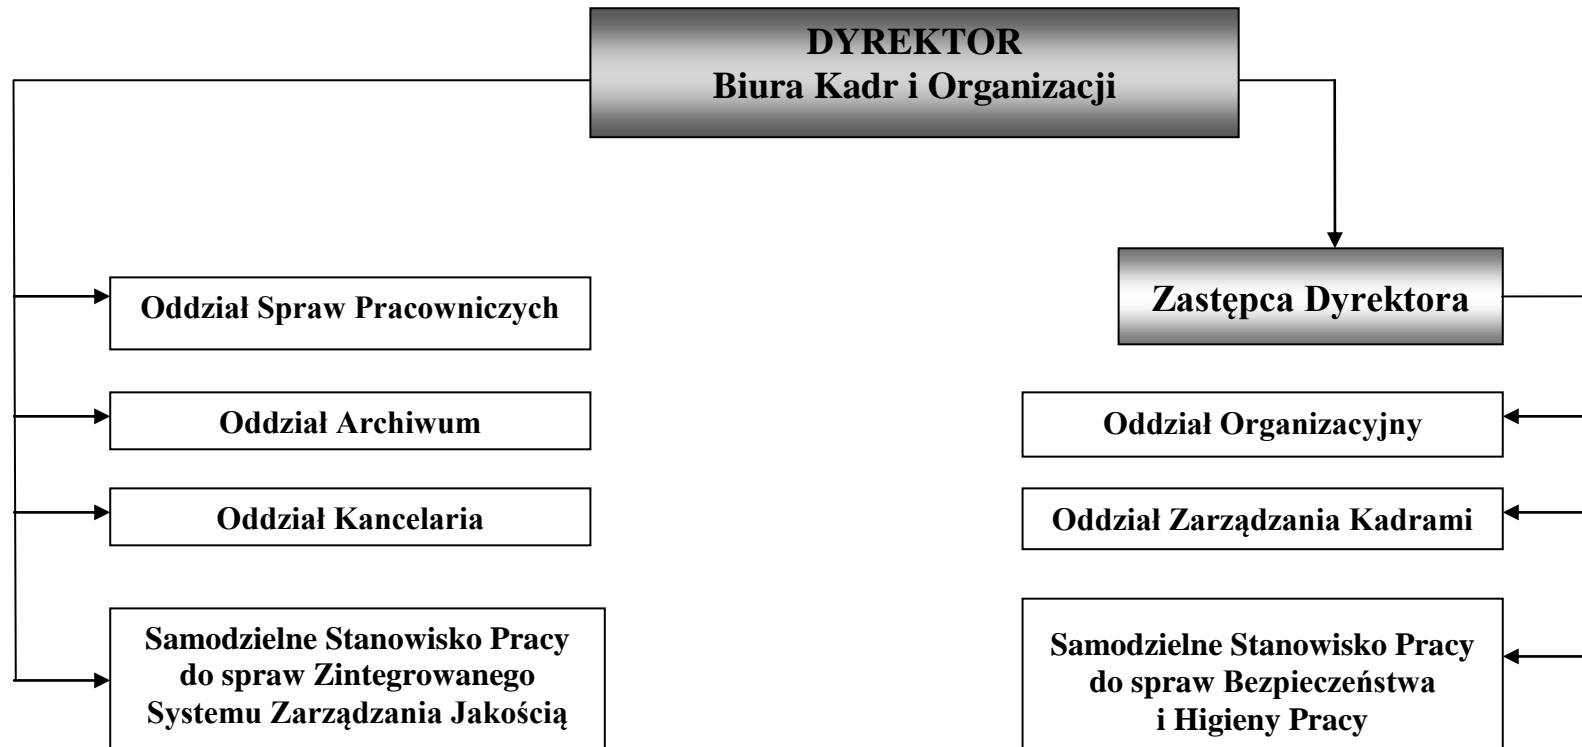 DYREKTOR
Biura Kadr i Organizacji
Zastępca Dyrektora
Oddział Spraw Pracowniczych
Oddział Archiwum
Oddział Kancelaria
Samodzielne Stanowisko Pracy
do spraw Zintegrowanego
Systemu Zarządzania Jakością
Oddział Organizacyjny
Oddział Zarządzania Kadrami
Samodzielne Stanowisko Pracy
do spraw Bezpieczeństwa
i Higieny Pracy